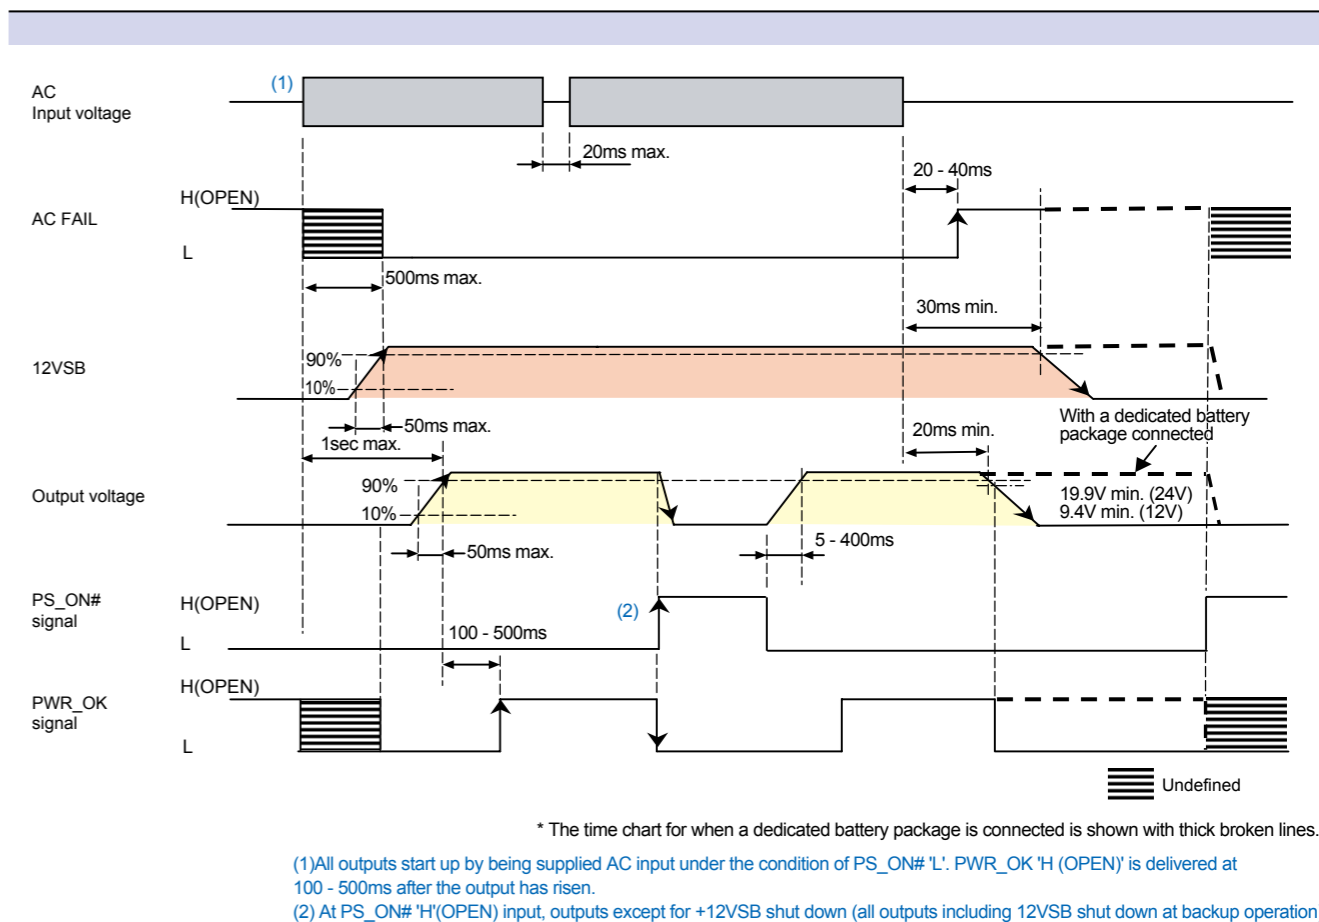 (1)
AC
Input voltage
20ms max.
20 - 40ms
H(OPEN)
AC FAIL
L
500ms max.
30ms min.
90%
12VSB
10%
50ms max.
With a dedicated battery
package connected
1sec max.
20ms min.
90%
Output voltage
19.9V min. (24V)
9.4V min. (12V)
10%
50ms max.
5 - 400ms
PS_ON#
signal
H(OPEN)
(2)
L
100 - 500ms
H(OPEN)
PWR_OK
signal
L
Undefined
* The time chart for when a dedicated battery package is connected is shown with thick broken lines.
(1)All outputs start up by being supplied AC input under the condition of PS_ON# 'L'. PWR_OK 'H (OPEN)' is delivered at
100 - 500ms after the output has risen.
(2) At PS_ON# 'H'(OPEN) input, outputs except for +12VSB shut down (all outputs including 12VSB shut down at backup operation